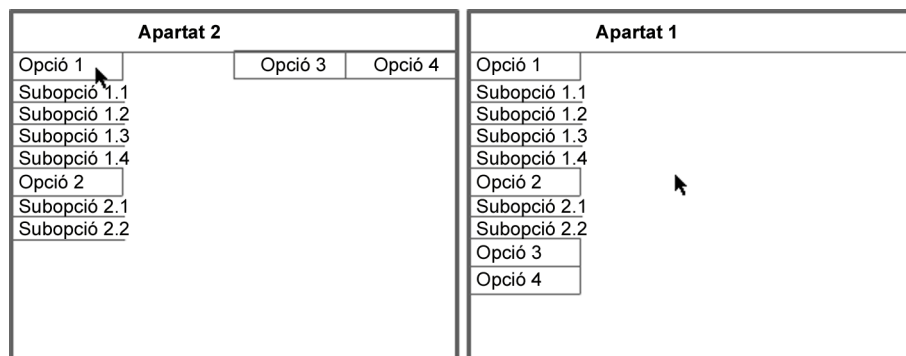 Apartat 2
Opció 1
Opció 3
Opció 4
Subopció 1.1
Subopció 1.2
Subopció 1.3
Subopció 1.4
Opció 2
Subopció 2.1
Subopció 2.2
Apartat 1
Opció 1
Subopció 1.1
Subopció 1.2
Subopció 1.3
Subopció 1.4
Opció 2
Subopció 2.1
Subopció 2.2
Opció 3
Opció 4